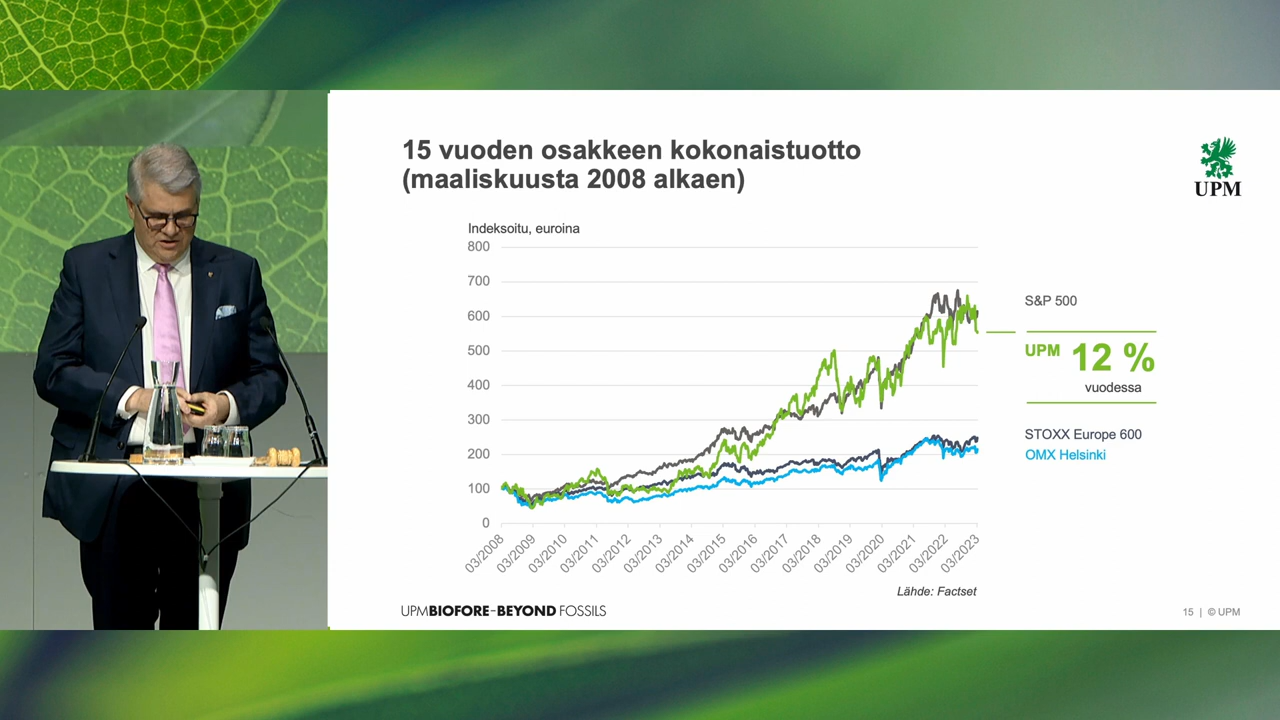 15 vuoden osakkeen kokonaistuotto
(maaliskuusta 2008 alkaen)
UPM
Indeksoitu, euroina
800
700
600
500
400
300
200
100
0
03/2008
03/2009
03/2010
03/2011
03/2012
03/2013
03/2014
03/2015
03/2016
03/2017
03/2018
03/2019
03/2020
03/2021
03/2022
03/2023
S&P 500
UPM 12 %
vuodessa
STOXX Europe 600
OMX Helsinki
Lähde: Factset
UPM BIOFORE–BEYOND FOSSILS
15 | © UPM